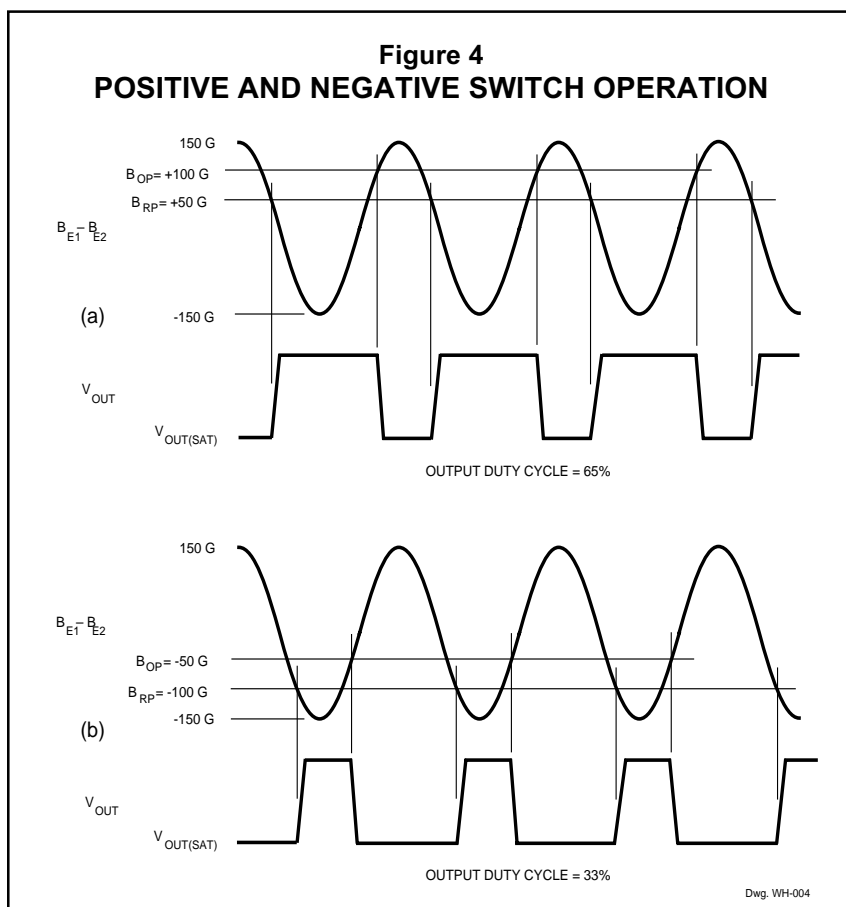 Figure 4
POSITIVE AND NEGATIVE SWITCH OPERATION
150 G
B OP = +100 G
B RP = +50 G
B E1 – B E2
-150 G
(a)
V OUT
V OUT(SAT)
OUTPUT DUTY CYCLE = 65%
150 G
B E1 – B E2
B OP = -50 G
B RP = -100 G
-150 G
(b)
V OUT
V OUT(SAT)
OUTPUT DUTY CYCLE = 33%
Dwg. WH-004